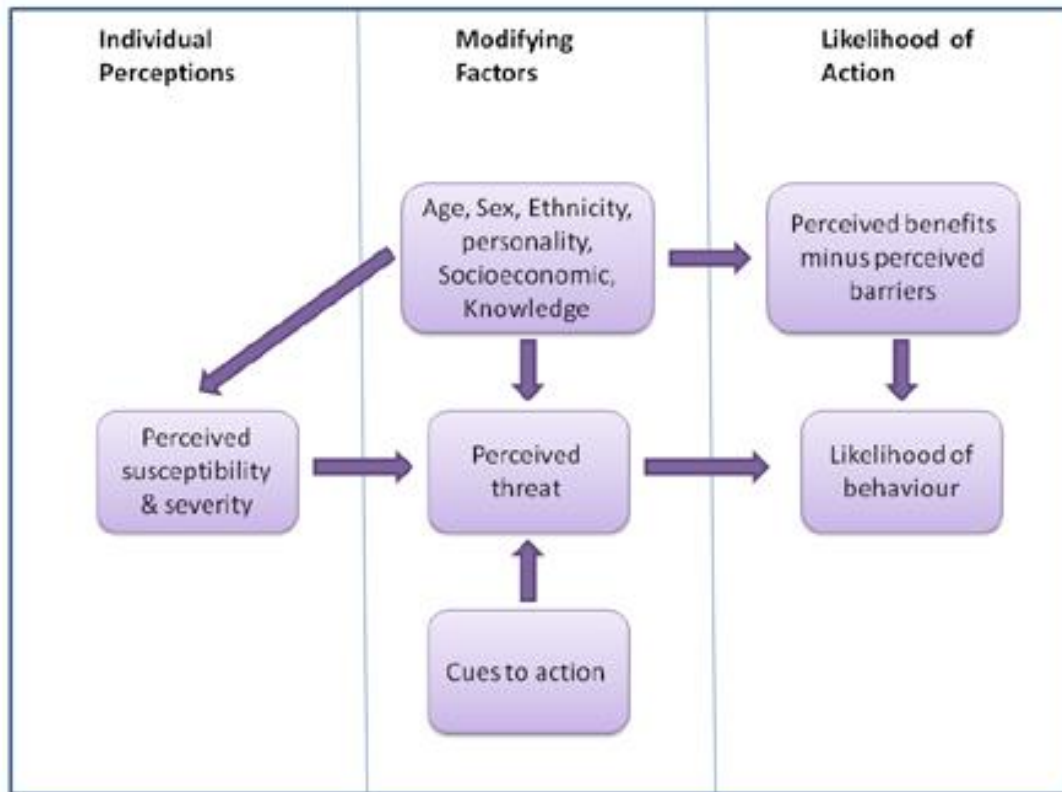 Individual
Perceptions
Modifying
Factors
Likelihood of
Action
Age, Sex, Ethnicity,
personality,
Socioeconomic,
Knowledge
Perceived benefits
minus perceived
barriers
Perceived
susceptibility
& severity
Perceived
threat
Likelihood of
behaviour
Cues to action